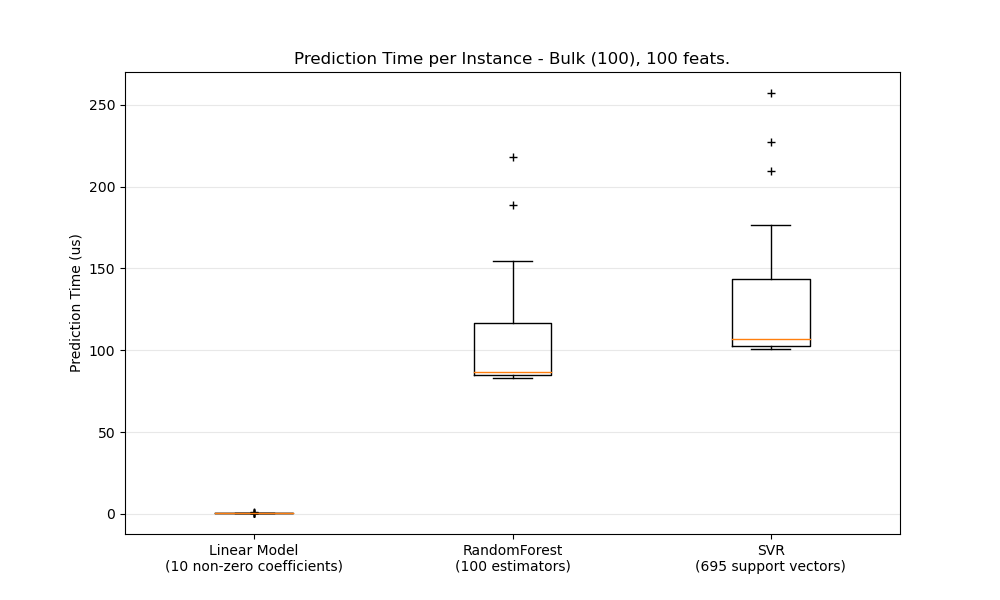 Prediction Time per Instance - Bulk (100), 100 feats.
Prediction Time (us)
250
200
150
100
50
0
Linear Model
(10 non-zero coefficients)
RandomForest
(100 estimators)
SVR
(695 support vectors)